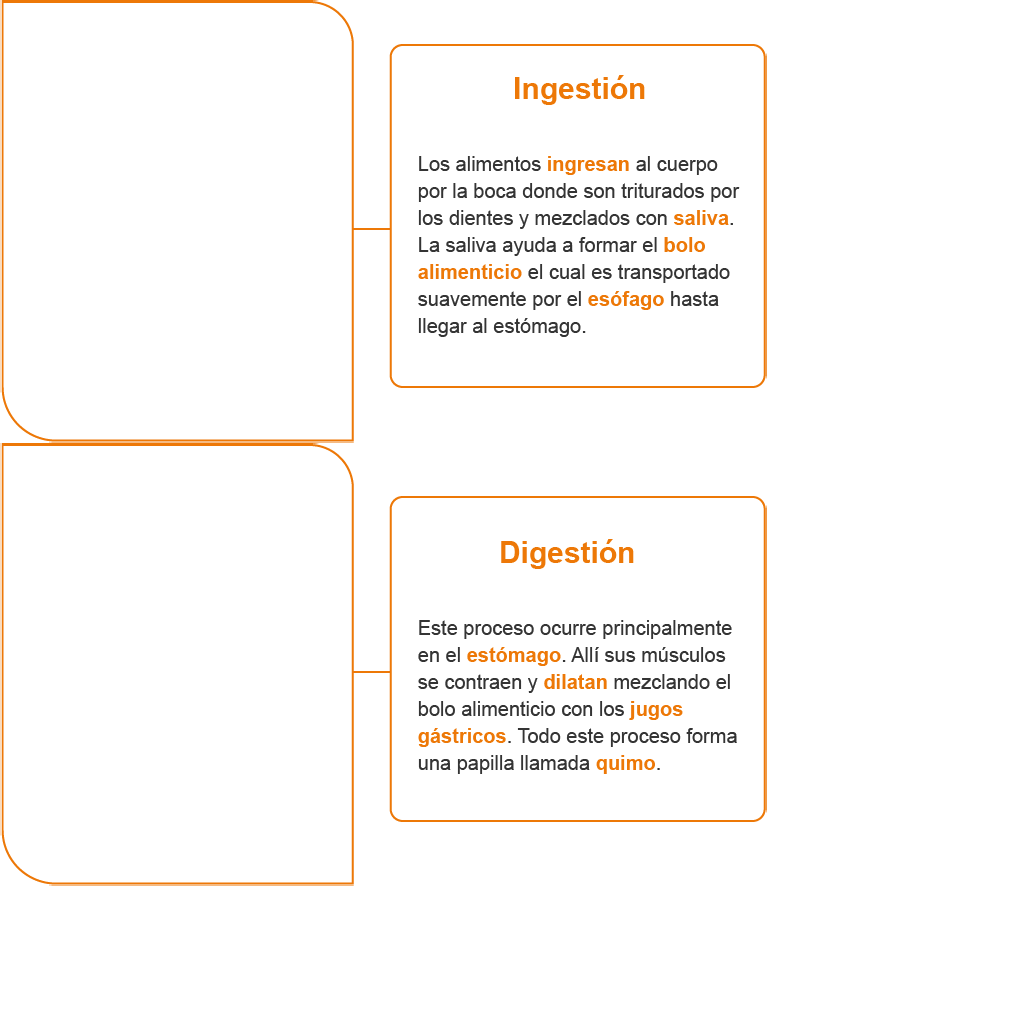 Ingestión
Los alimentos ingresan al cuerpo
por la boca donde son triturados por
los dientes y mezclados con saliva.
La saliva ayuda a formar el bolo
alimenticio el cual es transportado
suavemente por el esófago hasta
llegar al estómago.
Digestión
Este proceso ocurre principalmente
en el estómago. Allí sus músculos
se contraen y dilatan mezclando el
bolo alimenticio con los jugos
gástricos. Todo este proceso forma
una papilla llamada quimo.